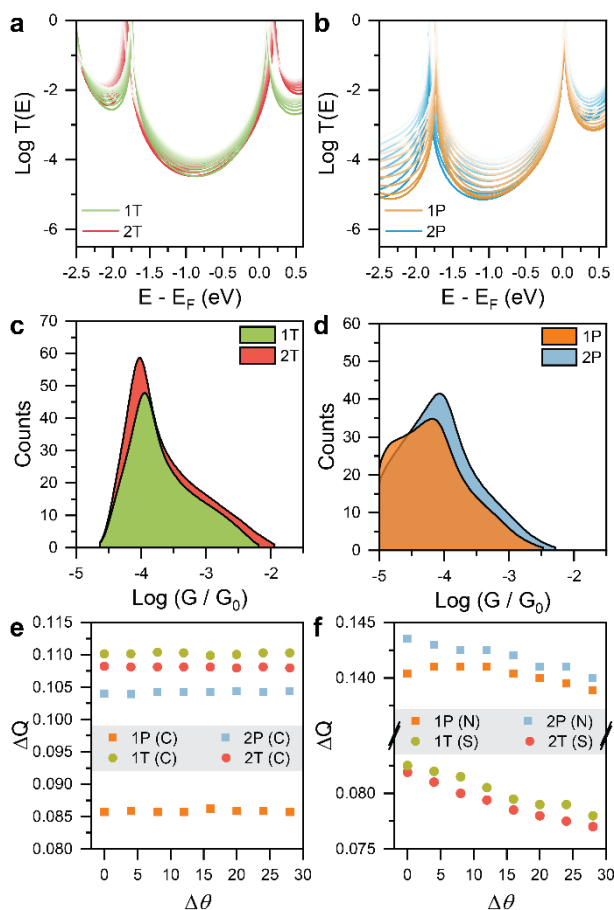 a
0
-2
-4
-6
Log T(E)
1T
2T
-2.5 -2.0 -1.5 -1.0 -0.5 0.0 0.5
E - E_F (eV)
b
0
-2
-4
-6
Log T(E)
1P
2P
-2.5 -2.0 -1.5 -1.0 -0.5 0.0 0.5
E - E_F (eV)
c
70
60
50
40
30
20
10
0
Counts
1T
2T
-5 -4 -3 -2
Log (G / G₀)
d
60
50
40
30
20
10
0
Counts
1P
2P
-5 -4 -3 -2
Log (G / G₀)
e
0.115
0.110
0.105
0.100
0.095
0.090
0.085
0.080
ΔQ
1P (C) 2P (C)
1T (C) 2T (C)
0 5 10 15 20 25 30
Δθ
f
0.145
0.140
0.080
0.075
ΔQ
1P (N) 2P (N)
1T (S) 2T (S)
0 5 10 15 20 25 30
Δθ